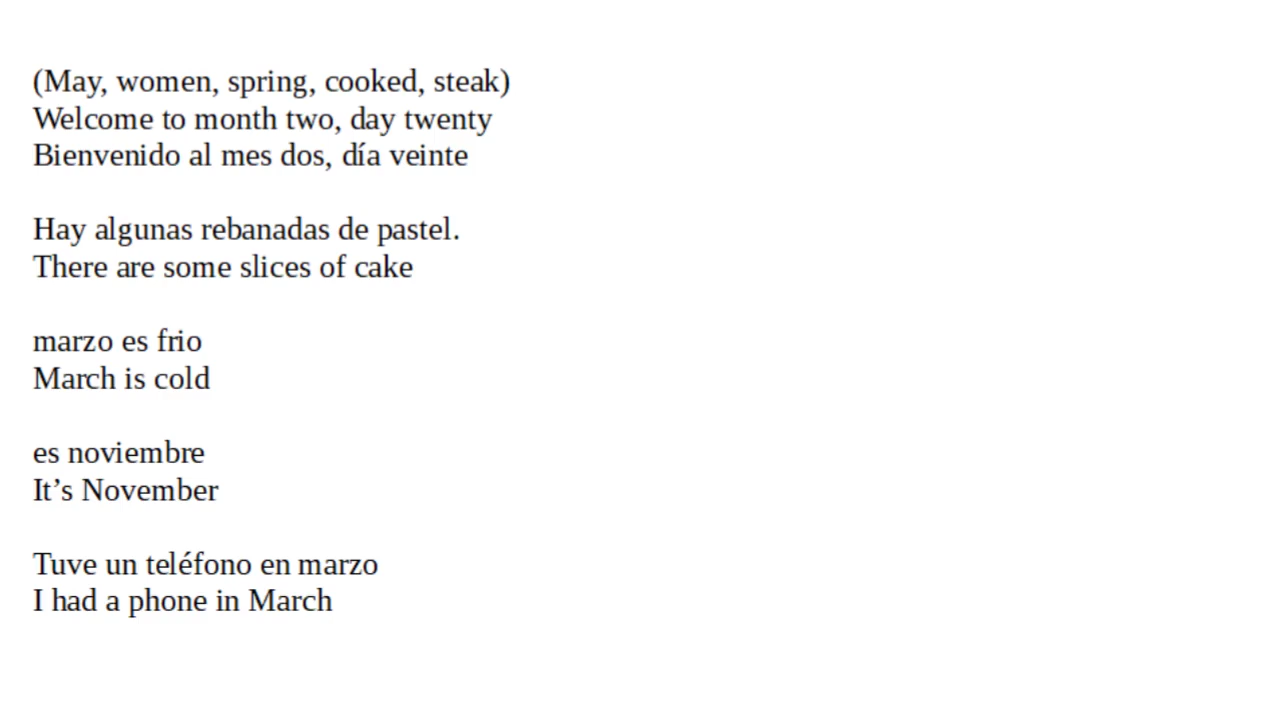 (May, women, spring, cooked, steak)
Welcome to month two, day twenty
Bienvenido al mes dos, día veinte
Hay algunas rebanadas de pastel.
There are some slices of cake
marzo es frio
March is cold
es noviembre
It’s November
Tuve un teléfono en marzo
I had a phone in March